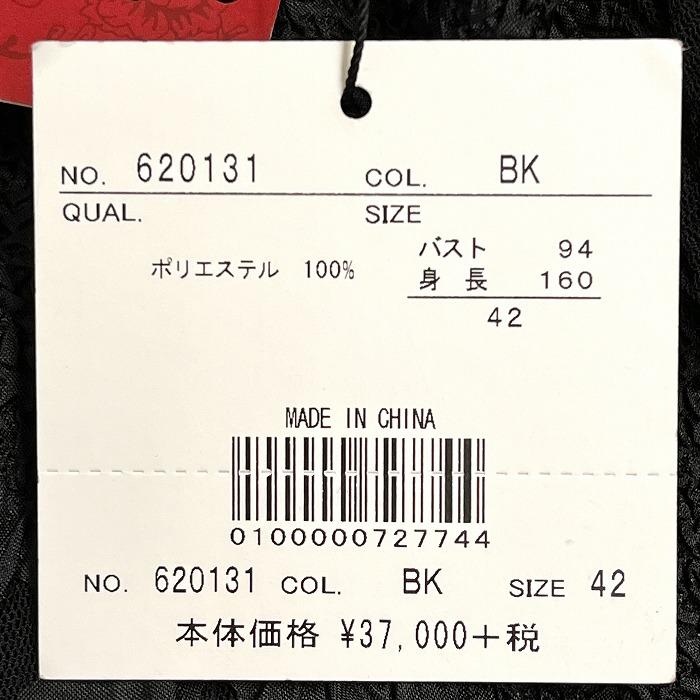 NO. 620131 COL. BK
QUAL. SIZE
ポリエステル 100%
バスト 94
身長 160
42
MADE IN CHINA
0100000727744
NO. 620131 COL. BK SIZE 42
本体価格 ¥37,000+税